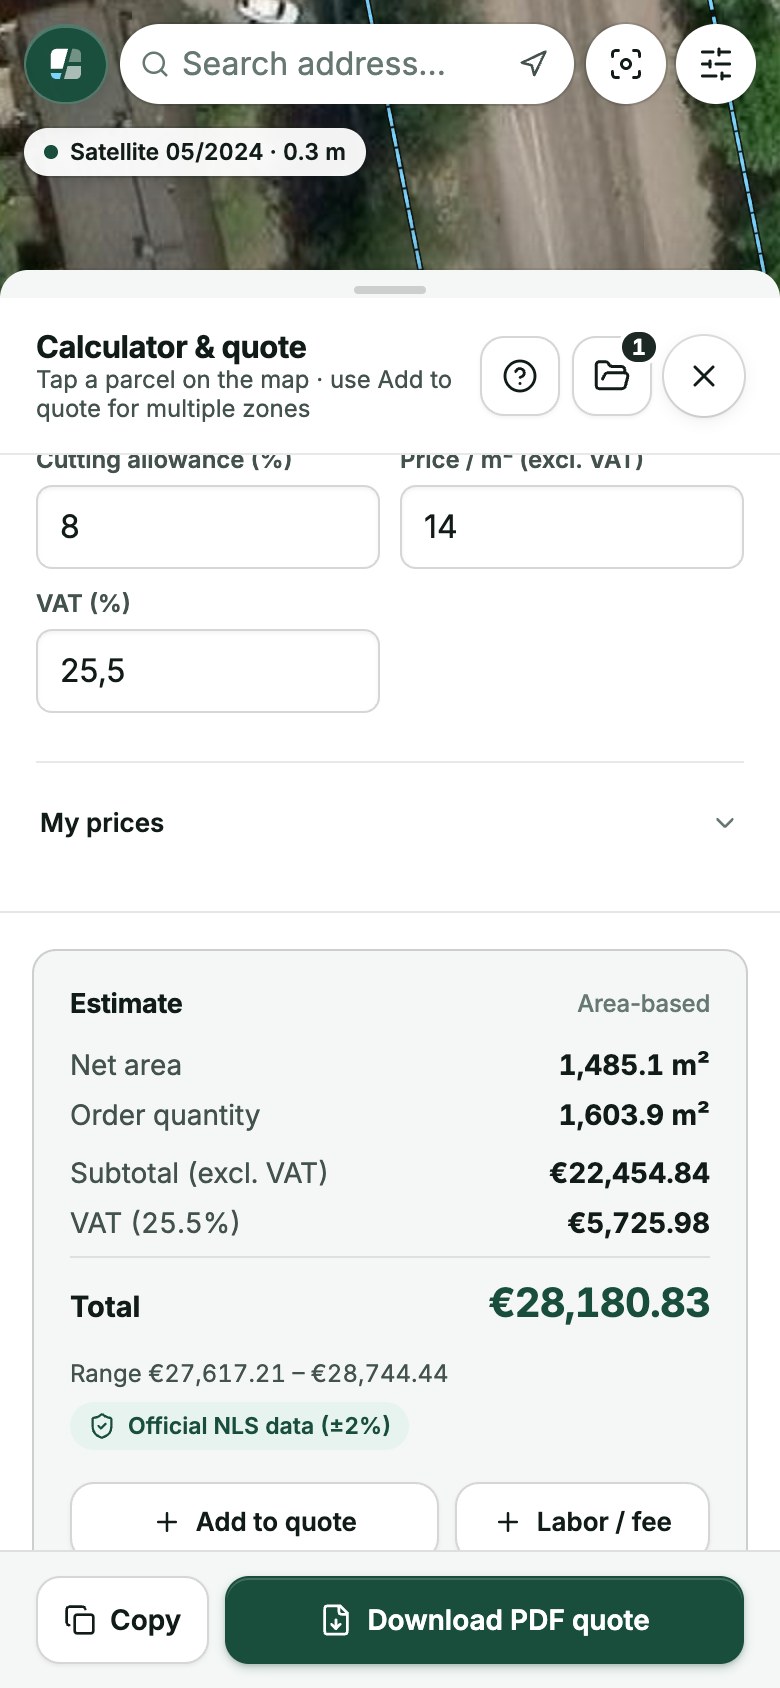 Search address...
Satellite 05/2024 · 0.3 m
Calculator & quote
1
Tap a parcel on the map · use Add to
quote for multiple zones
Cutting allowance (%)
Price / m² (excl. VAT)
8
14
VAT (%)
25,5
My prices
Estimate
Area-based
Net area
1,485.1 m²
Order quantity
1,603.9 m²
Subtotal (excl. VAT)
€22,454.84
VAT (25.5%)
€5,725.98
Total
€28,180.83
Range €27,617.21 – €28,744.44
Official NLS data (±2%)
Add to quote
Labor / fee
Copy
Download PDF quote